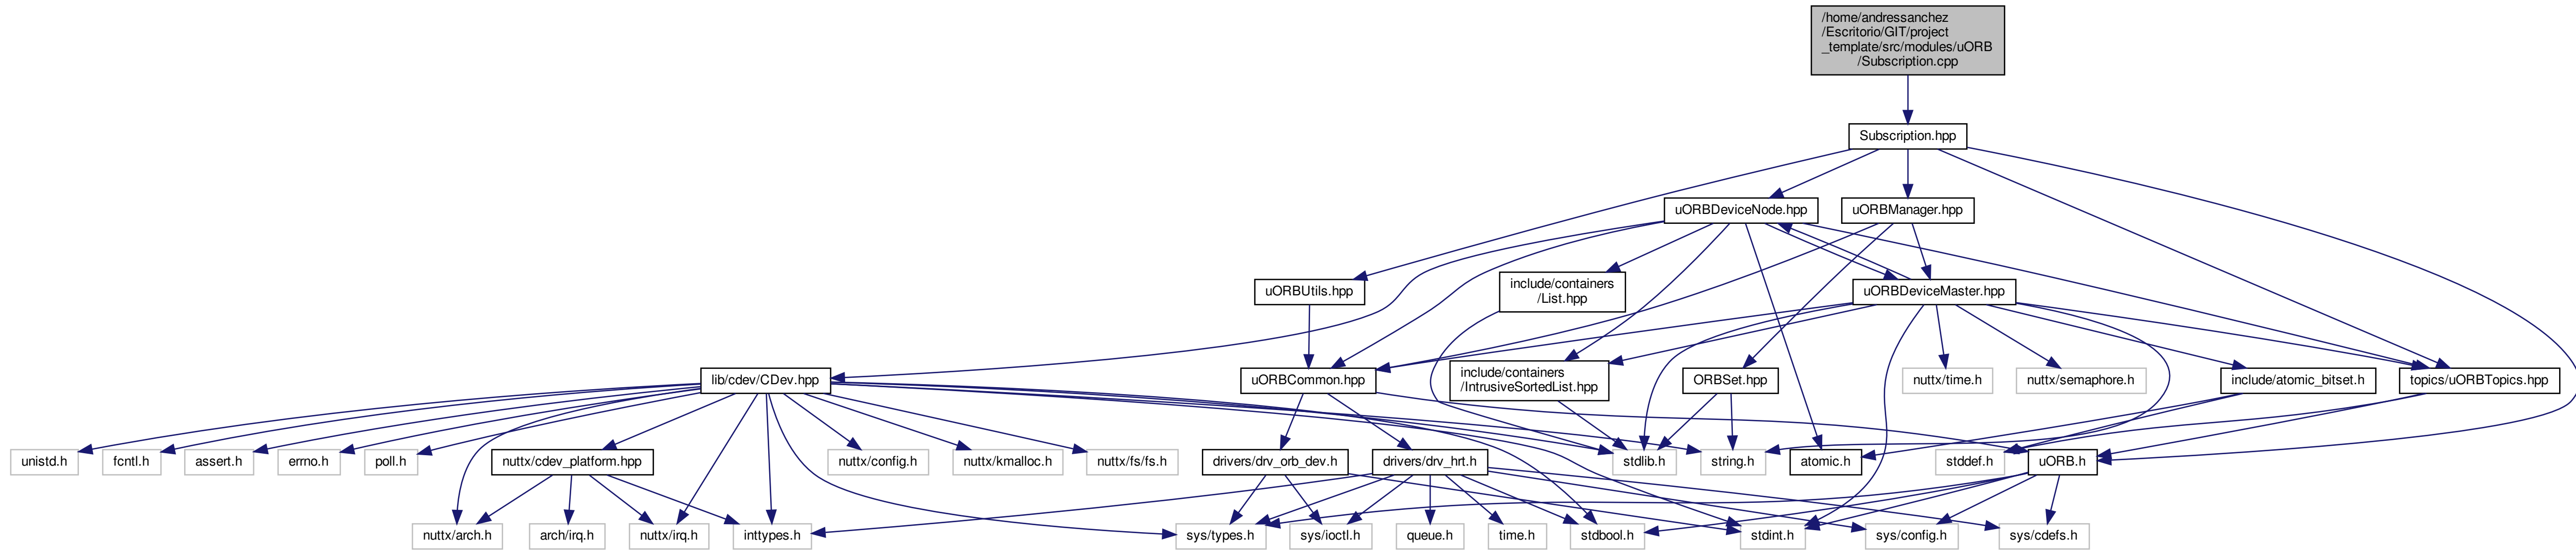 /home/andressanchez
/Escritorio/GIT/project
_template/src/modules/uORB
/Subscription.cpp
Subscription.hpp
uORBDeviceNode.hpp
uORBManager.hpp
uORBUtils.hpp
include/containers
/List.hpp
uORBDeviceMaster.hpp
lib/cdev/CDev.hpp
uORBCommon.hpp
include/containers
/IntrusiveSortedList.hpp
ORBSet.hpp
nuttx/time.h
nuttx/semaphore.h
include/atomic_bitset.h
topics/uORBTopics.hpp
unistd.h
fcntl.h
assert.h
errno.h
poll.h
nuttx/cdev_platform.hpp
nuttx/config.h
nuttx/kmalloc.h
nuttx/fs/fs.h
drivers/drv_orb_dev.h
drivers/drv_hrt.h
stdlib.h
string.h
atomic.h
stddef.h
uORB.h
nuttx/arch.h
arch/irq.h
nuttx/irq.h
inttypes.h
sys/types.h
sys/ioctl.h
queue.h
time.h
stdbool.h
stdint.h
sys/config.h
sys/cdefs.h